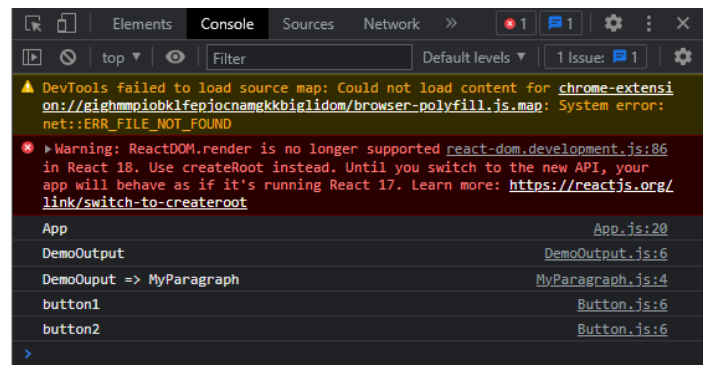 Elements Console Sources Network » 1 1
top ▼ Filter Default levels ▼ 1 Issue: 1
DevTools failed to load source map: Could not load content for chrome-extensi
on://gighmmpiobklfepjocnamgkkbiglidom/browser-polyfill.js.map: System error:
net::ERR_FILE_NOT_FOUND
▶Warning: ReactDOM.render is no longer supported react-dom.development.js:86
in React 18. Use createRoot instead. Until you switch to the new API, your
app will behave as if it's running React 17. Learn more: https://reactjs.org/
link/switch-to-createroot
App App.js:20
DemoOutput DemoOutput.js:6
DemoOuput => MyParagraph MyParagraph.js:4
button1 Button.js:6
button2 Button.js:6
>